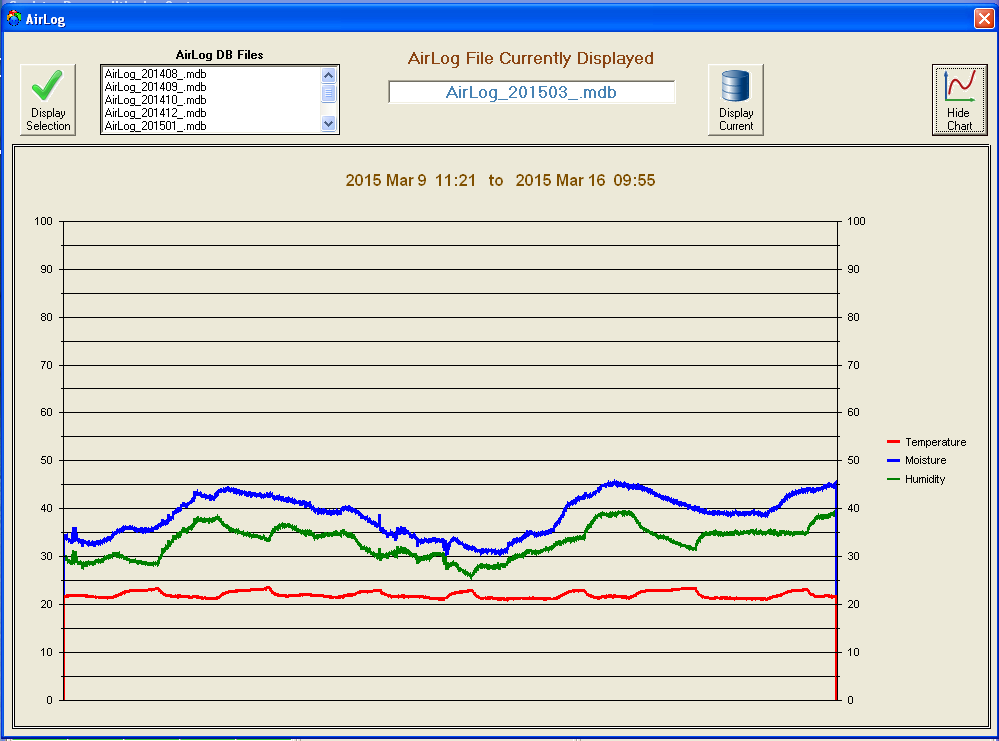 AirLog
AirLog DB Files
AirLog_201408_.mdb
AirLog_201409_.mdb
AirLog_201410_.mdb
AirLog_201412_.mdb
AirLog_201501_.mdb
Display
Selection
AirLog File Currently Displayed
AirLog_201503_.mdb
Display
Current
Hide
Chart
2015 Mar 9 11:21 to 2015 Mar 16 09:55
100 100
90 90
80 80
70 70
60 60
50 50
40 40
30 30
20 20
10 10
0 0
Temperature
Moisture
Humidity